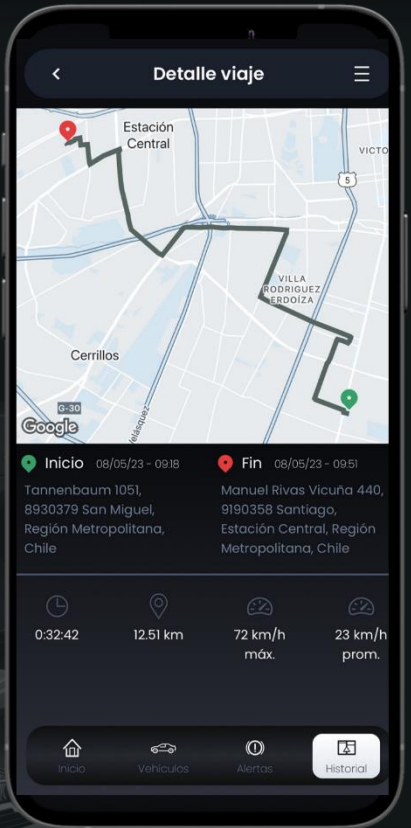 Detalle viaje
Estación
Central
VICTO
5
VILLA
RODRIGUEZ
ERDOÍZA
Cerrillos
G-30
Velásquez
Google
Inicio 08/05/23 - 09:18
Tannenbaum 1051,
8930379 San Miguel,
Región Metropolitana,
Chile
Fin 08/05/23 - 09:51
Manuel Rivas Vicuña 440,
9190358 Santiago,
Estación Central, Región
Metropolitana, Chile
0:32:42
12.51 km
72 km/h
máx.
23 km/h
prom.
Inicio
Vehiculos
Alertas
Historial